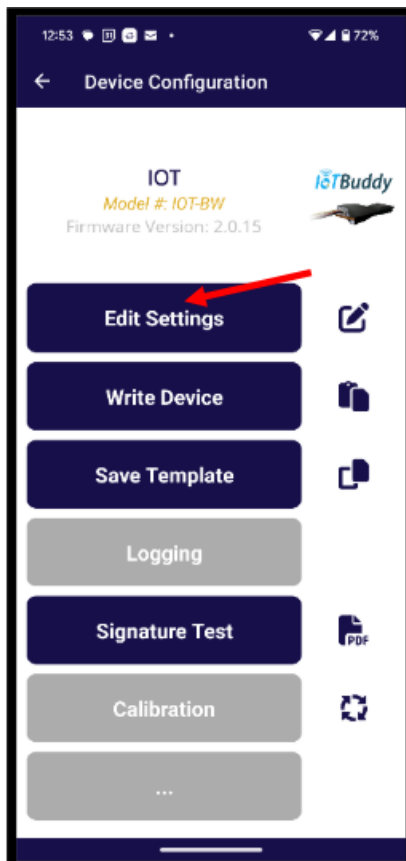 12:53
72%
Device Configuration
IOT
IoTBuddy
Model #: IOT-BW
Firmware Version: 2.0.15
Edit Settings
Write Device
Save Template
Logging
Signature Test
PDF
Calibration
...